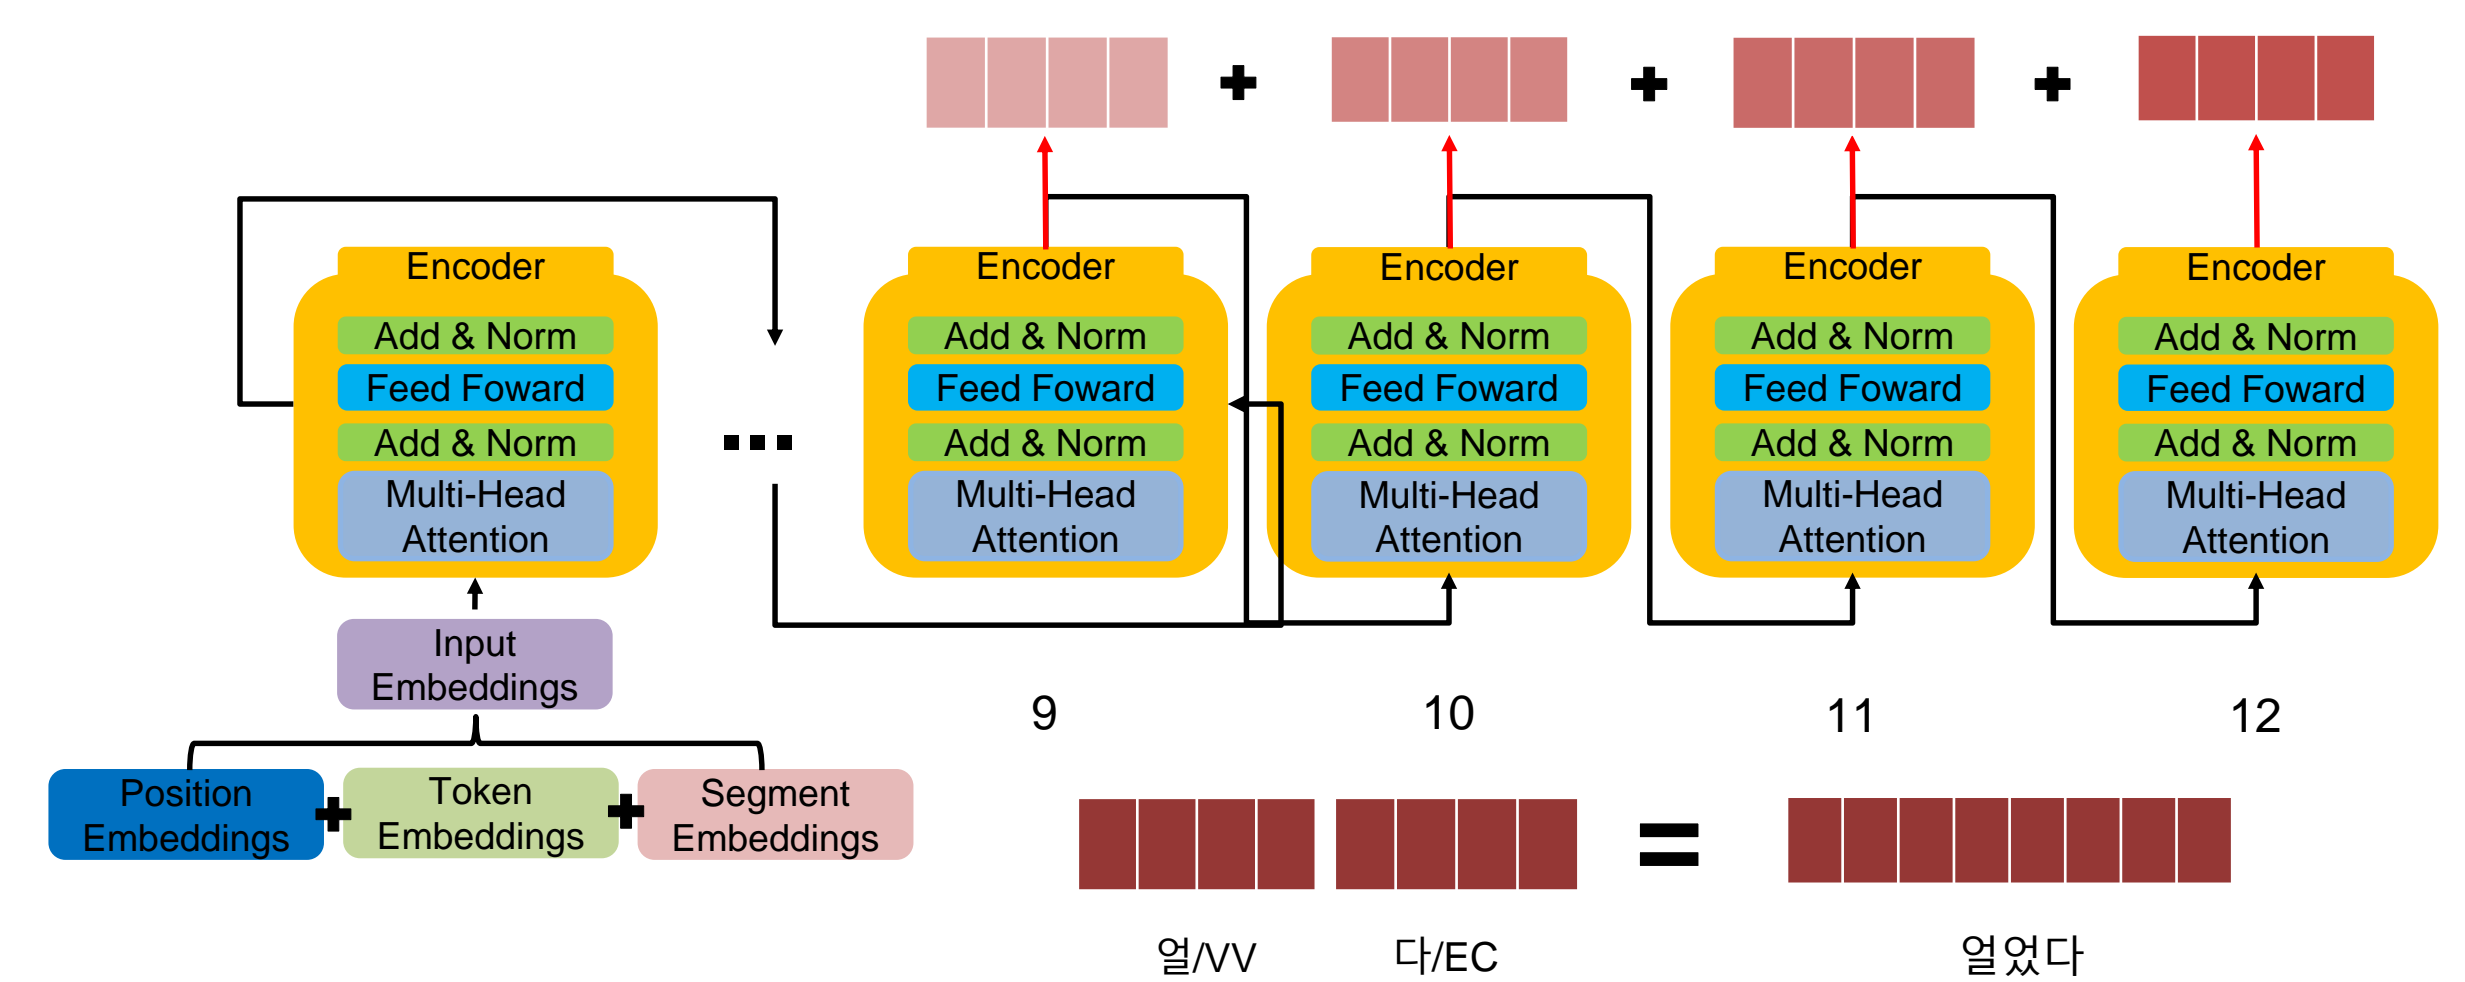 Encoder
Add & Norm
Feed Foward
Add & Norm
Multi-Head
Attention
Input
Embeddings
Position
Embeddings
Token
Embeddings
Segment
Embeddings
Encoder
Add & Norm
Feed Foward
Add & Norm
Multi-Head
Attention
9
Encoder
Add & Norm
Feed Foward
Add & Norm
Multi-Head
Attention
10
Encoder
Add & Norm
Feed Foward
Add & Norm
Multi-Head
Attention
11
Encoder
Add & Norm
Feed Foward
Add & Norm
Multi-Head
Attention
12
얼/VV
다/EC
얼었다